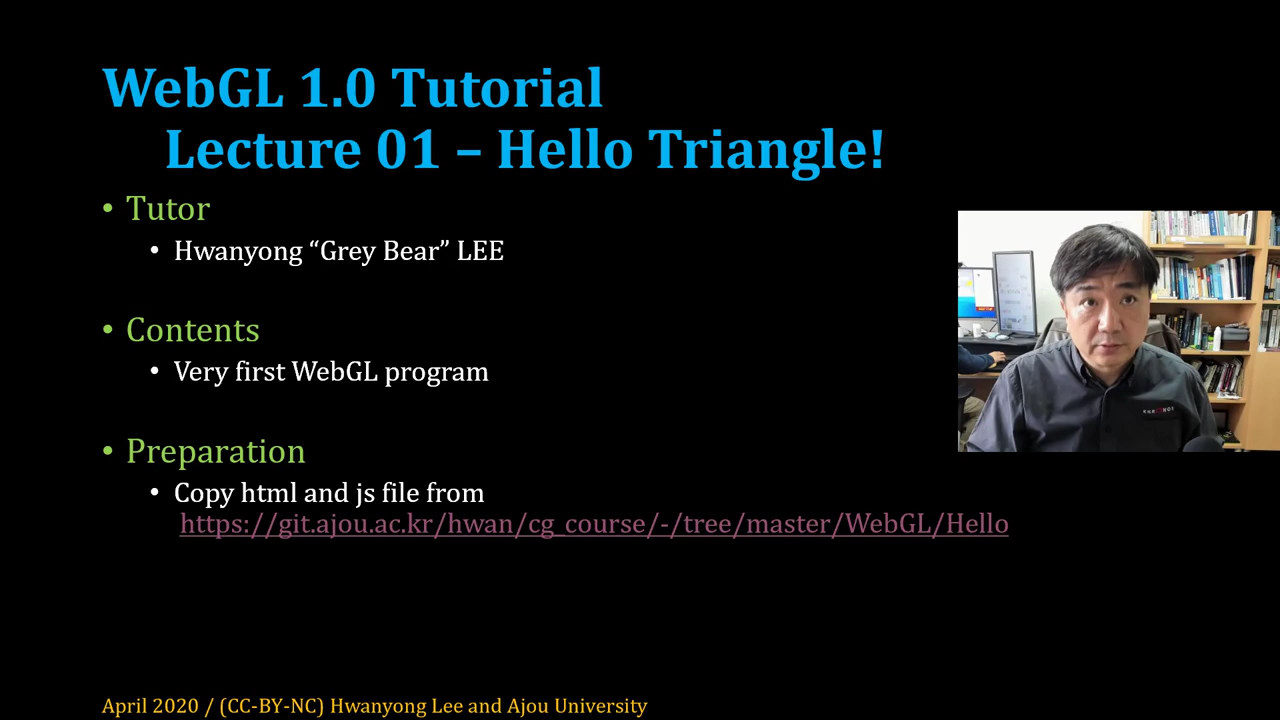 WebGL 1.0 Tutorial
Lecture 01 – Hello Triangle!
• Tutor
• Hwanyong “Grey Bear” LEE
• Contents
• Very first WebGL program
• Preparation
• Copy html and js file from
https://git.ajou.ac.kr/hwan/cg_course/-/tree/master/WebGL/Hello
April 2020 / (CC-BY-NC) Hwanyong Lee and Ajou University